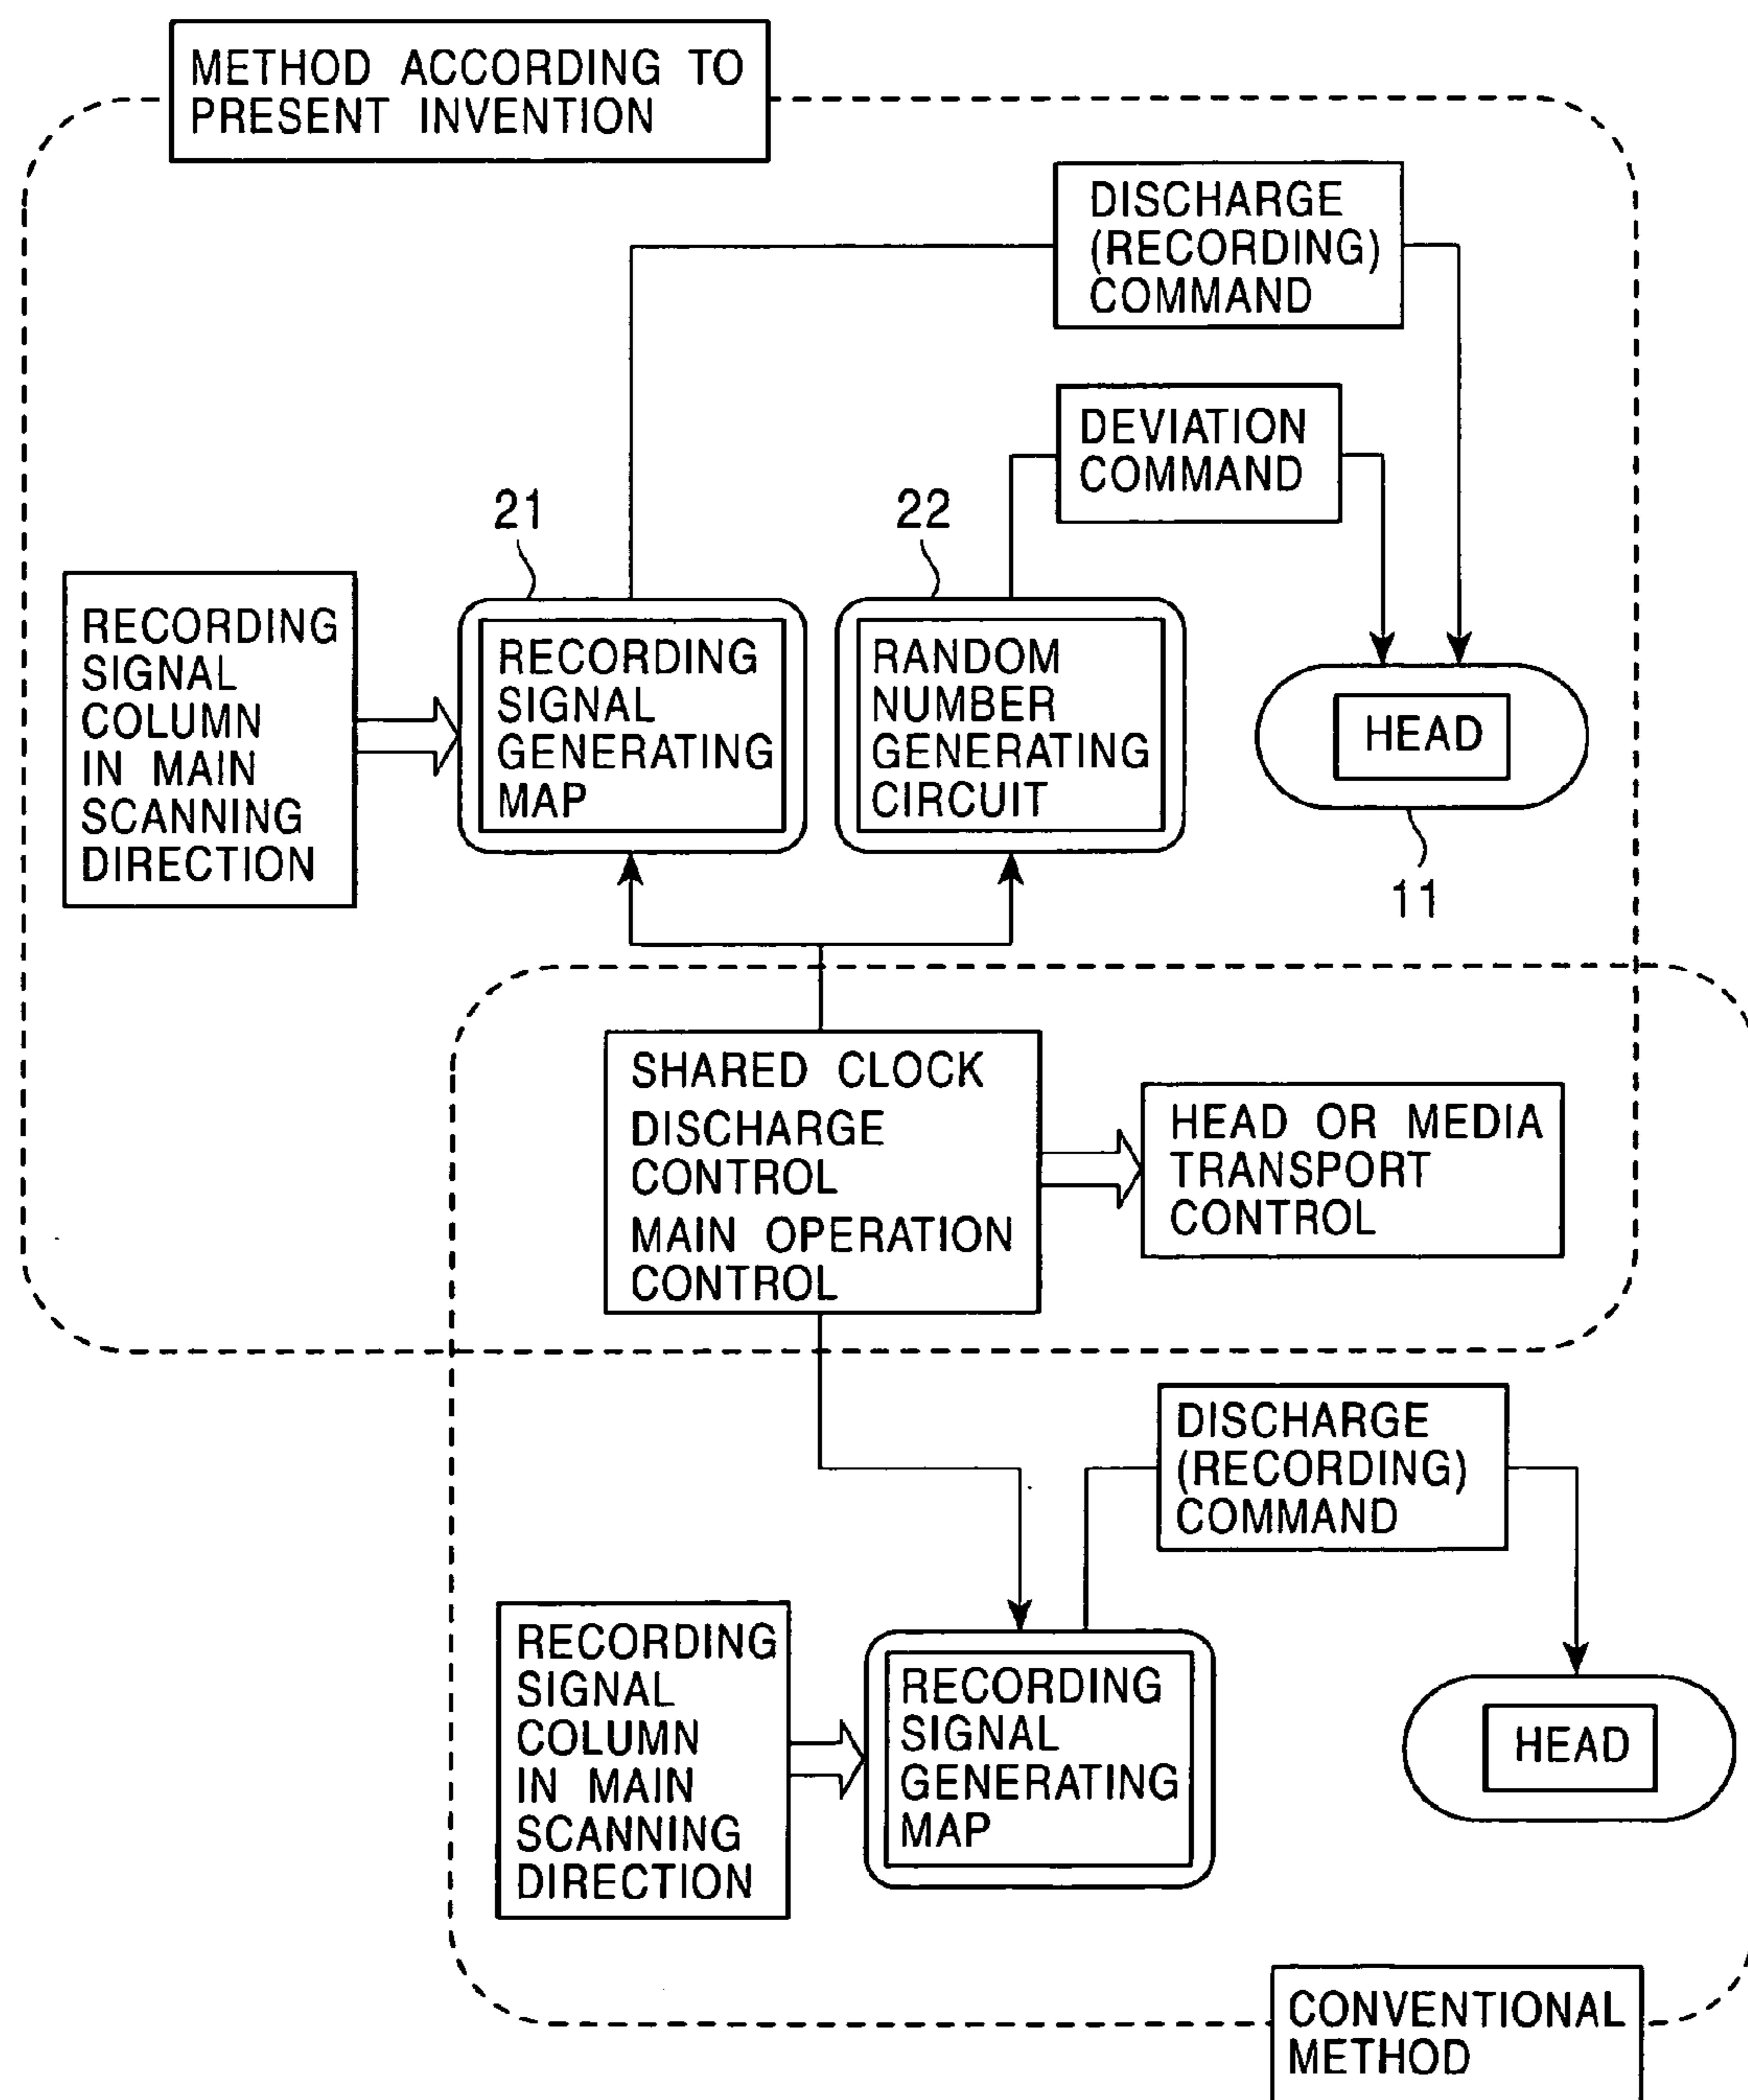 METHOD ACCORDING TO
PRESENT INVENTION
DISCHARGE
(RECORDING)
COMMAND
DEVIATION
COMMAND
21
22
RECORDING
SIGNAL
COLUMN
IN MAIN
SCANNING
DIRECTION
RECORDING
SIGNAL
GENERATING
MAP
RANDOM
NUMBER
GENERATING
CIRCUIT
HEAD
11
SHARED CLOCK
DISCHARGE
CONTROL
MAIN OPERATION
CONTROL
HEAD OR MEDIA
TRANSPORT
CONTROL
DISCHARGE
(RECORDING)
COMMAND
RECORDING
SIGNAL
COLUMN
IN MAIN
SCANNING
DIRECTION
RECORDING
SIGNAL
GENERATING
MAP
HEAD
CONVENTIONAL
METHOD